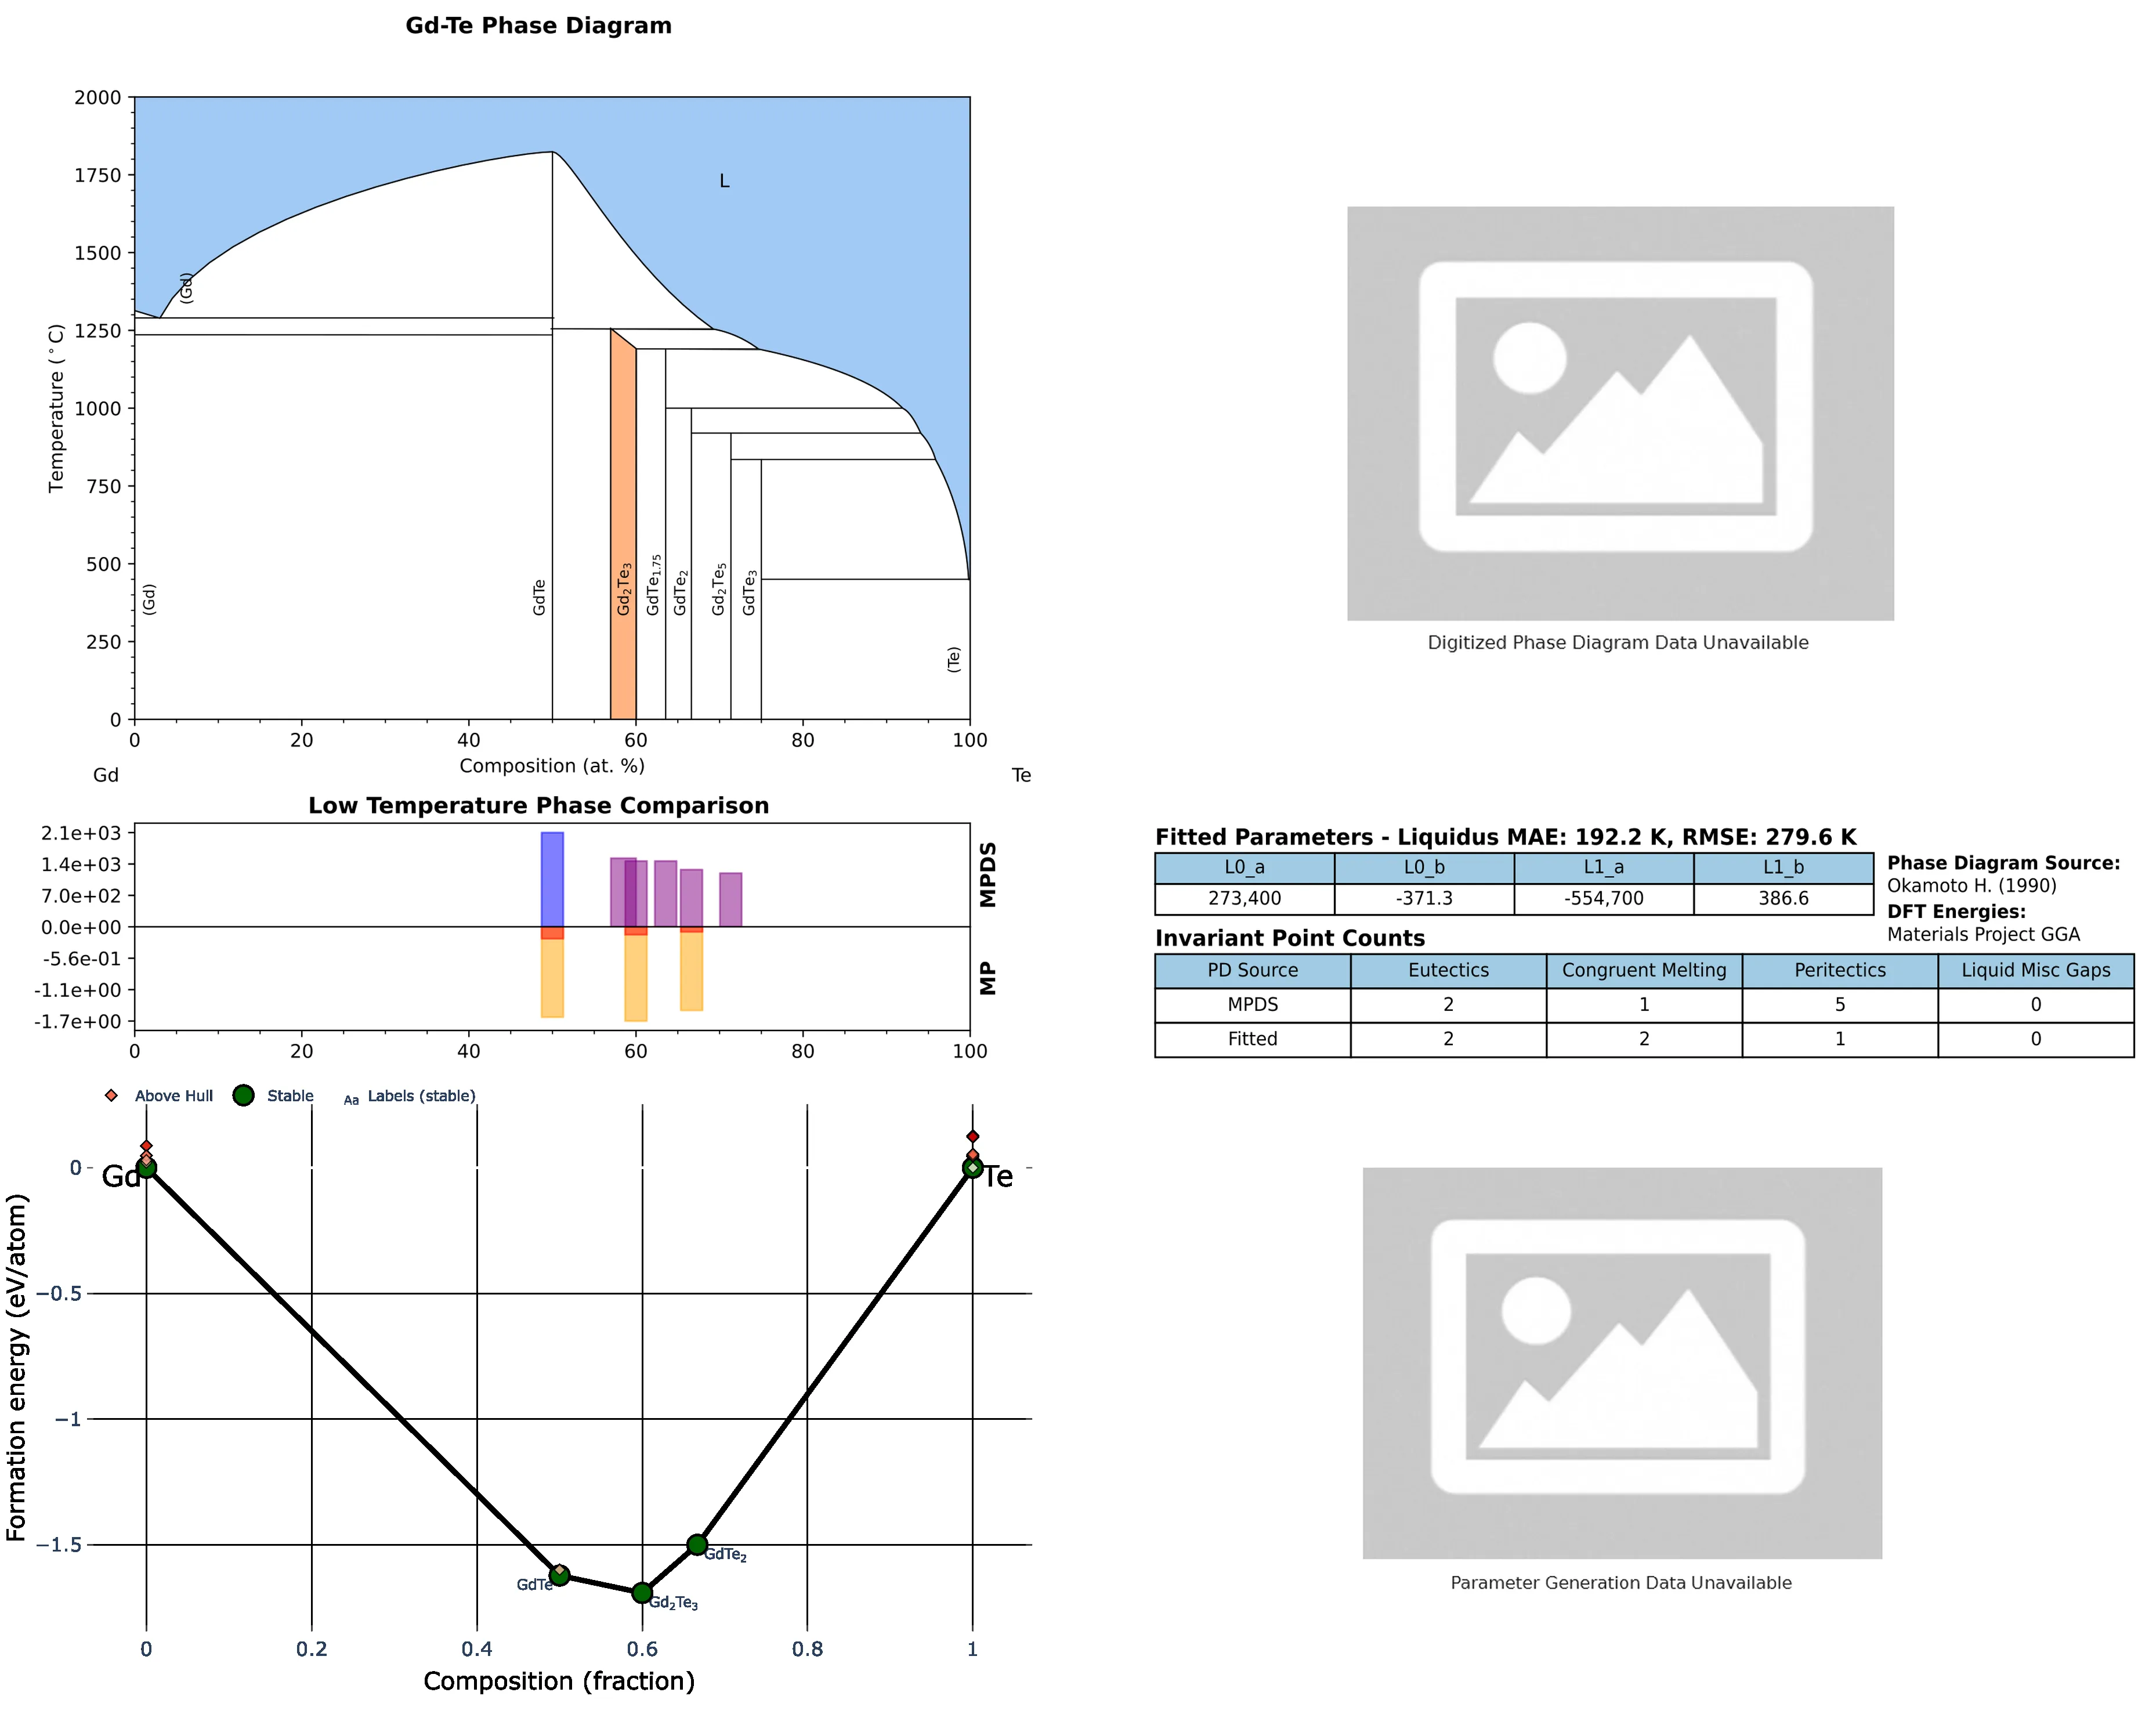 Gd-Te Phase Diagram
2000
1750
1500
1250
1000
750
500
250
0
Temperature (°C)
L
(Gd)
(Gd)
GdTe
Gd₂Te₃
GdTe₁.₇₅
GdTe₂
Gd₂Te₅
GdTe₃
(Te)
0 20 40 60 80 100
Composition (at. %)
Gd Te
Digitized Phase Diagram Data Unavailable
Low Temperature Phase Comparison
2.1e+03
1.4e+03
7.0e+02
0.0e+00
-5.6e-01
-1.1e+00
-1.7e+00
MPDS
MP
0 20 40 60 80 100
Fitted Parameters - Liquidus MAE: 192.2 K, RMSE: 279.6 K
L0_a L0_b L1_a L1_b
273,400 -371.3 -554,700 386.6
Phase Diagram Source:
Okamoto H. (1990)
DFT Energies:
Materials Project GGA
Invariant Point Counts
PD Source Eutectics Congruent Melting Peritectics Liquid Misc Gaps
MPDS 2 1 5 0
Fitted 2 2 1 0
Above Hull Stable Aa Labels (stable)
0
−0.5
−1
−1.5
Formation energy (eV/atom)
Gd
Te
GdTe
Gd₂Te₃
GdTe₂
0 0.2 0.4 0.6 0.8 1
Composition (fraction)
Parameter Generation Data Unavailable